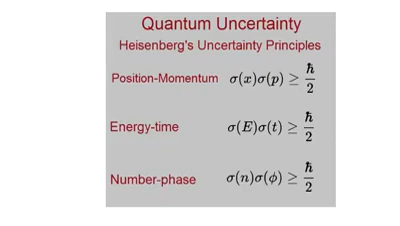 Quantum Uncertainty
Heisenberg's Uncertainty Principles
Position-Momentum σ(x)σ(p) ≥ ħ/2
Energy-time σ(E)σ(t) ≥ ħ/2
Number-phase σ(n)σ(ϕ) ≥ ħ/2